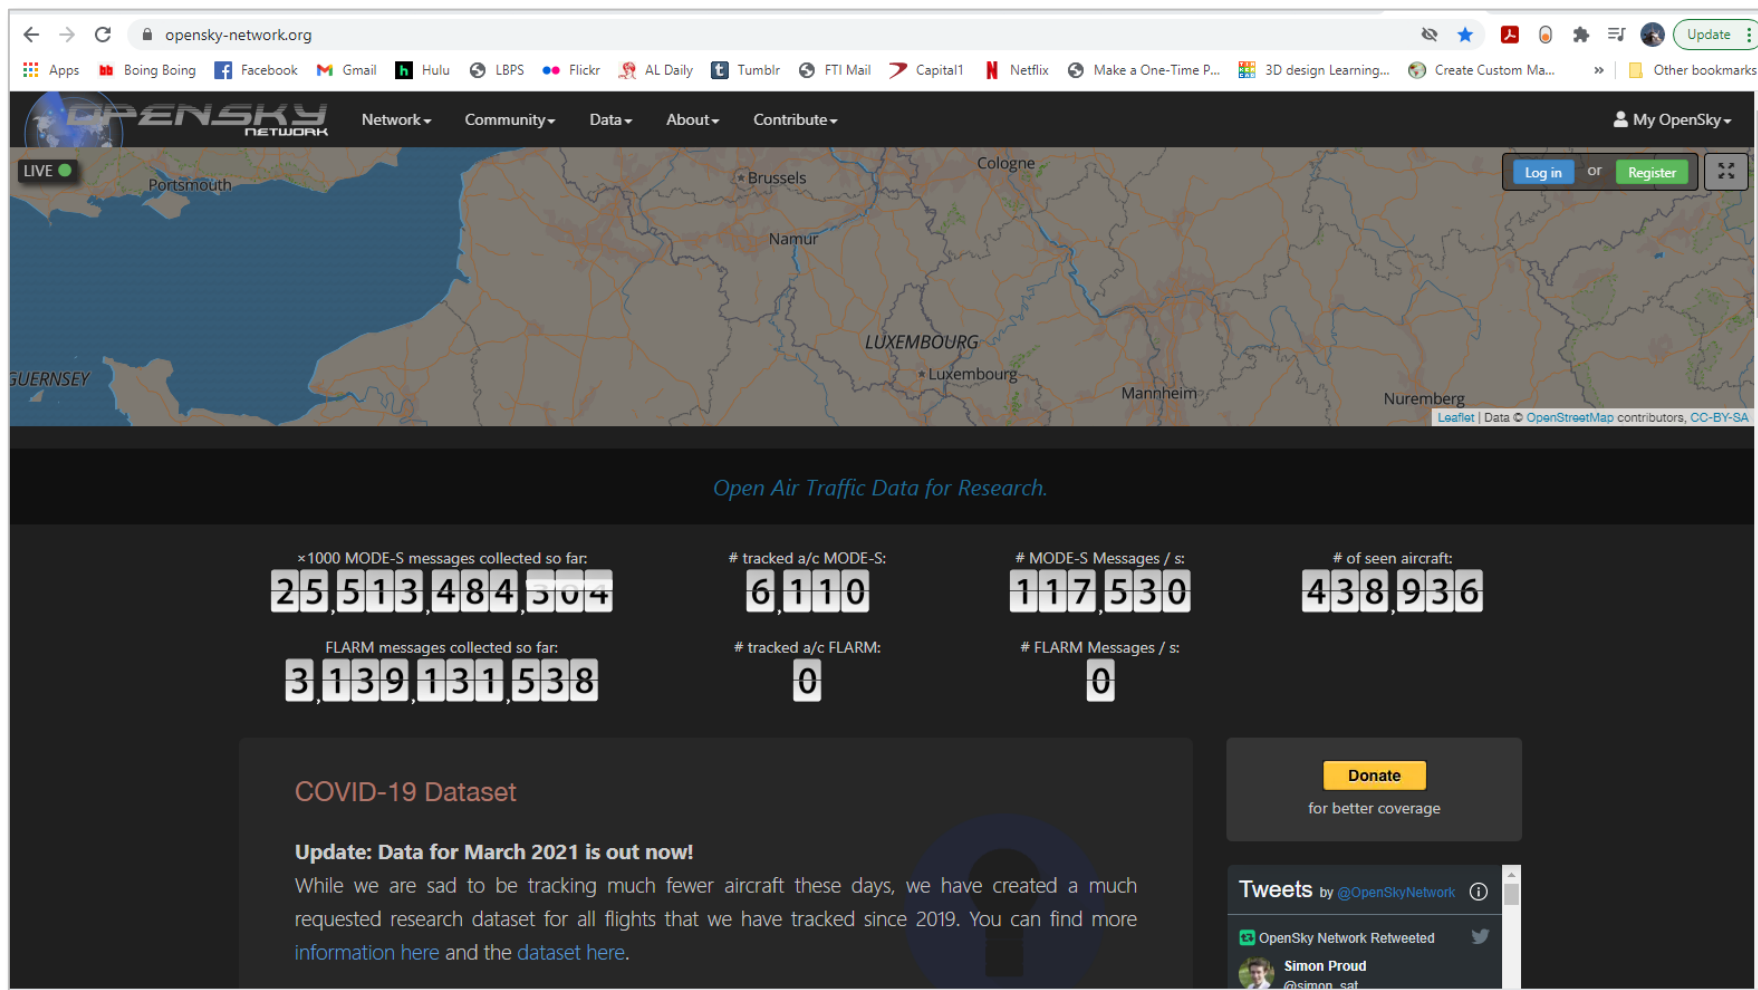 opensky-network.org
Update
Apps Boing Boing Facebook Gmail Hulu LBPS Flickr AL Daily Tumblr FTI Mail Capital1 Netflix Make a One-Time P... 3D design Learning... Create Custom Ma... » Other bookmarks
OPENSKY
NETWORK
Network Community Data About Contribute My OpenSky
LIVE
Log in or Register
Portsmouth
Brussels
Cologne
Namur
LUXEMBOURG
Luxembourg
GUERNSEY
Mannheim
Nuremberg
Leaflet | Data © OpenStreetMap contributors, CC-BY-SA
Open Air Traffic Data for Research.
×1000 MODE-S messages collected so far: # tracked a/c MODE-S: # MODE-S Messages / s: # of seen aircraft:
25,513,484,304 6,110 117,530 438,936
FLARM messages collected so far: # tracked a/c FLARM: # FLARM Messages / s:
3,139,131,538 0 0
COVID-19 Dataset
Update: Data for March 2021 is out now!
While we are sad to be tracking much fewer aircraft these days, we have created a much
requested research dataset for all flights that we have tracked since 2019. You can find more
information here and the dataset here.
Donate
for better coverage
Tweets by @OpenSkyNetwork
OpenSky Network Retweeted
Simon Proud
@simon_sat